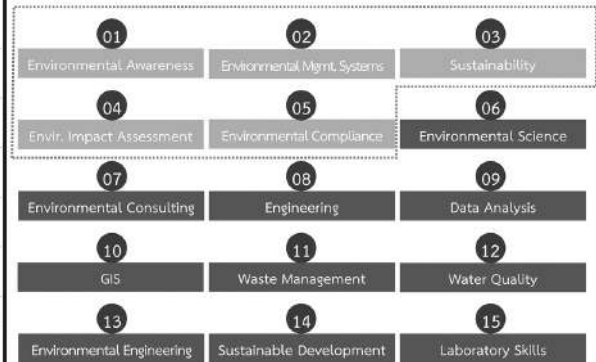 01
02
03
Environmental Awareness
Environmental Mgmt. Systems
Sustainability
04
05
06
Envir. Impact Assessment
Environmental Compliance
Environmental Science
07
08
09
Environmental Consulting
Engineering
Data Analysis
10
11
12
GIS
Waste Management
Water Quality
13
14
15
Environmental Engineering
Sustainable Development
Laboratory Skills